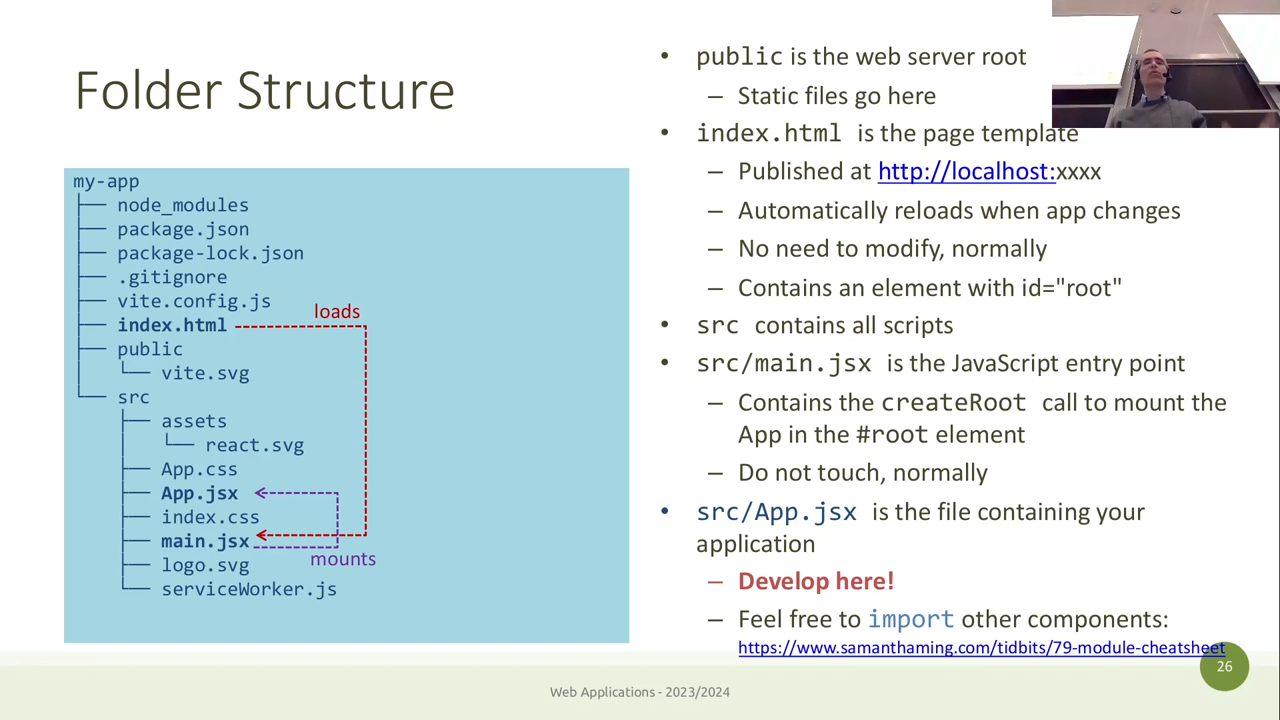 Folder Structure
my-app
├── node_modules
├── package.json
├── package-lock.json
├── .gitignore
├── vite.config.js
├── index.html
├── public
│   └── vite.svg
└── src
    ├── assets
    │   └── react.svg
    ├── App.css
    ├── App.jsx
    ├── index.css
    ├── main.jsx
    ├── logo.svg
    └── serviceWorker.js
loads
mounts
• public is the web server root
– Static files go here
• index.html is the page template
– Published at http://localhost:xxxx
– Automatically reloads when app changes
– No need to modify, normally
– Contains an element with id="root"
• src contains all scripts
• src/main.jsx is the JavaScript entry point
– Contains the createRoot call to mount the
App in the #root element
– Do not touch, normally
• src/App.jsx is the file containing your
application
– Develop here!
– Feel free to import other components:
https://www.samanthaming.com/tidbits/79-module-cheatsheet
26
Web Applications - 2023/2024